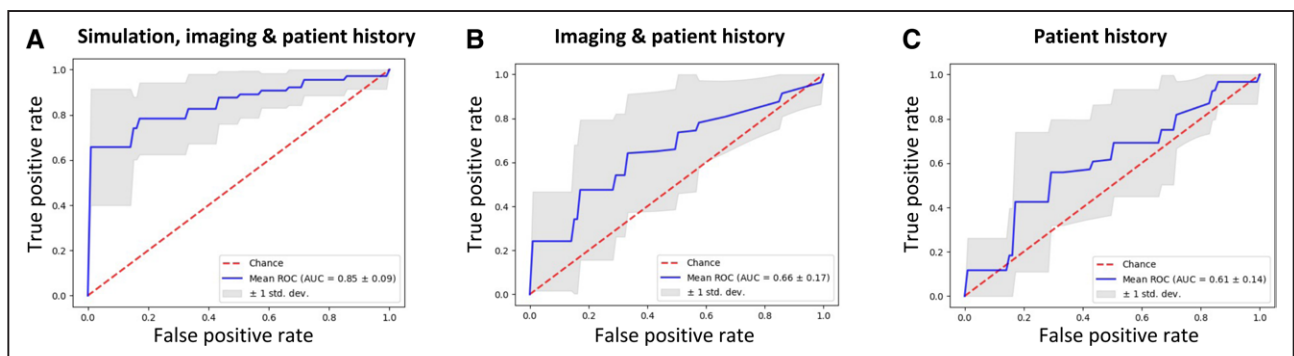 A Simulation, imaging & patient history
True positive rate
1.0
0.8
0.6
0.4
0.2
0.0
Chance
Mean ROC (AUC = 0.85 ± 0.09)
± 1 std. dev.
0.0 0.2 0.4 0.6 0.8 1.0
False positive rate
B Imaging & patient history
True positive rate
1.0
0.8
0.6
0.4
0.2
0.0
Chance
Mean ROC (AUC = 0.66 ± 0.17)
± 1 std. dev.
0.0 0.2 0.4 0.6 0.8 1.0
False positive rate
C Patient history
True positive rate
1.0
0.8
0.6
0.4
0.2
0.0
Chance
Mean ROC (AUC = 0.61 ± 0.14)
± 1 std. dev.
0.0 0.2 0.4 0.6 0.8 1.0
False positive rate